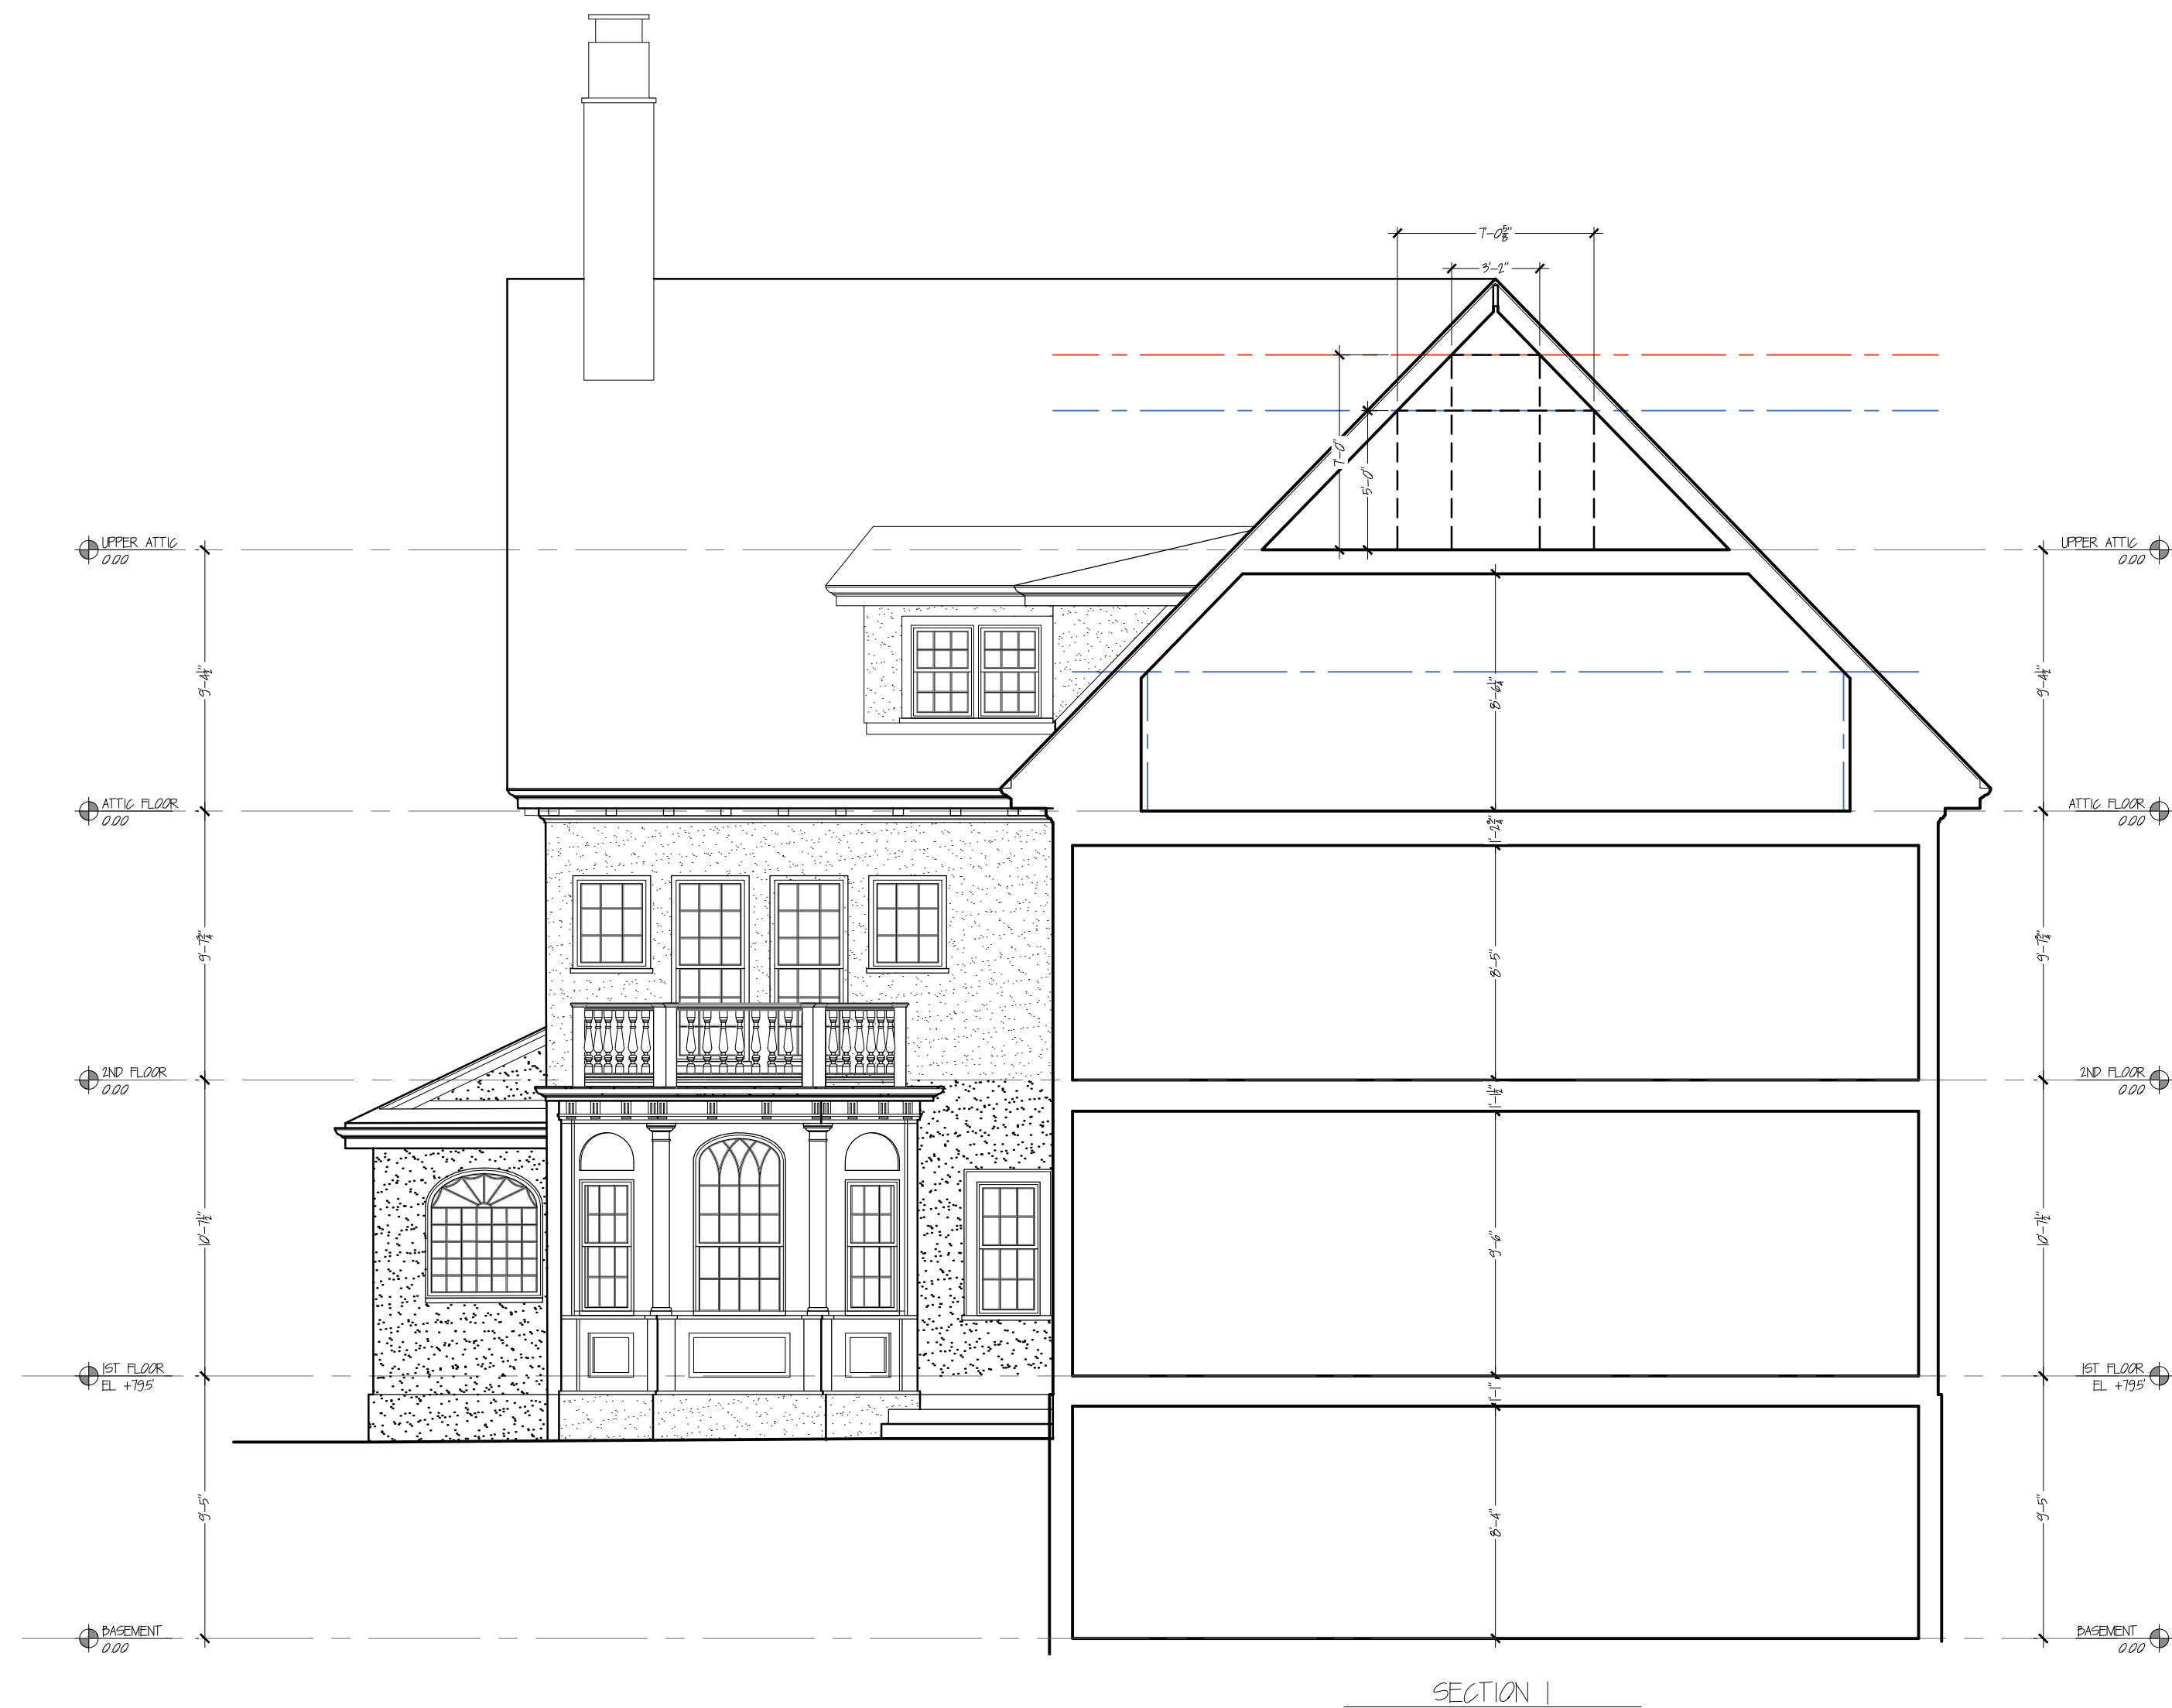 7'-0⅝"
3'-2"
7'-0"
5'-0"
UPPER ATTIC
0.00
UPPER ATTIC
0.00
9'-4½"
8'-6¼"
9'-4½"
ATTIC FLOOR
0.00
ATTIC FLOOR
0.00
1'-2¾"
9'-7¾"
8'-5"
9'-7¾"
2ND FLOOR
0.00
2ND FLOOR
0.00
1'-1½"
10'-7½"
9'-6"
10'-7½"
1ST FLOOR
EL +79.5'
1ST FLOOR
EL +79.5'
1'-1"
9'-5"
8'-4"
9'-5"
BASEMENT
0.00
BASEMENT
0.00
SECTION 1